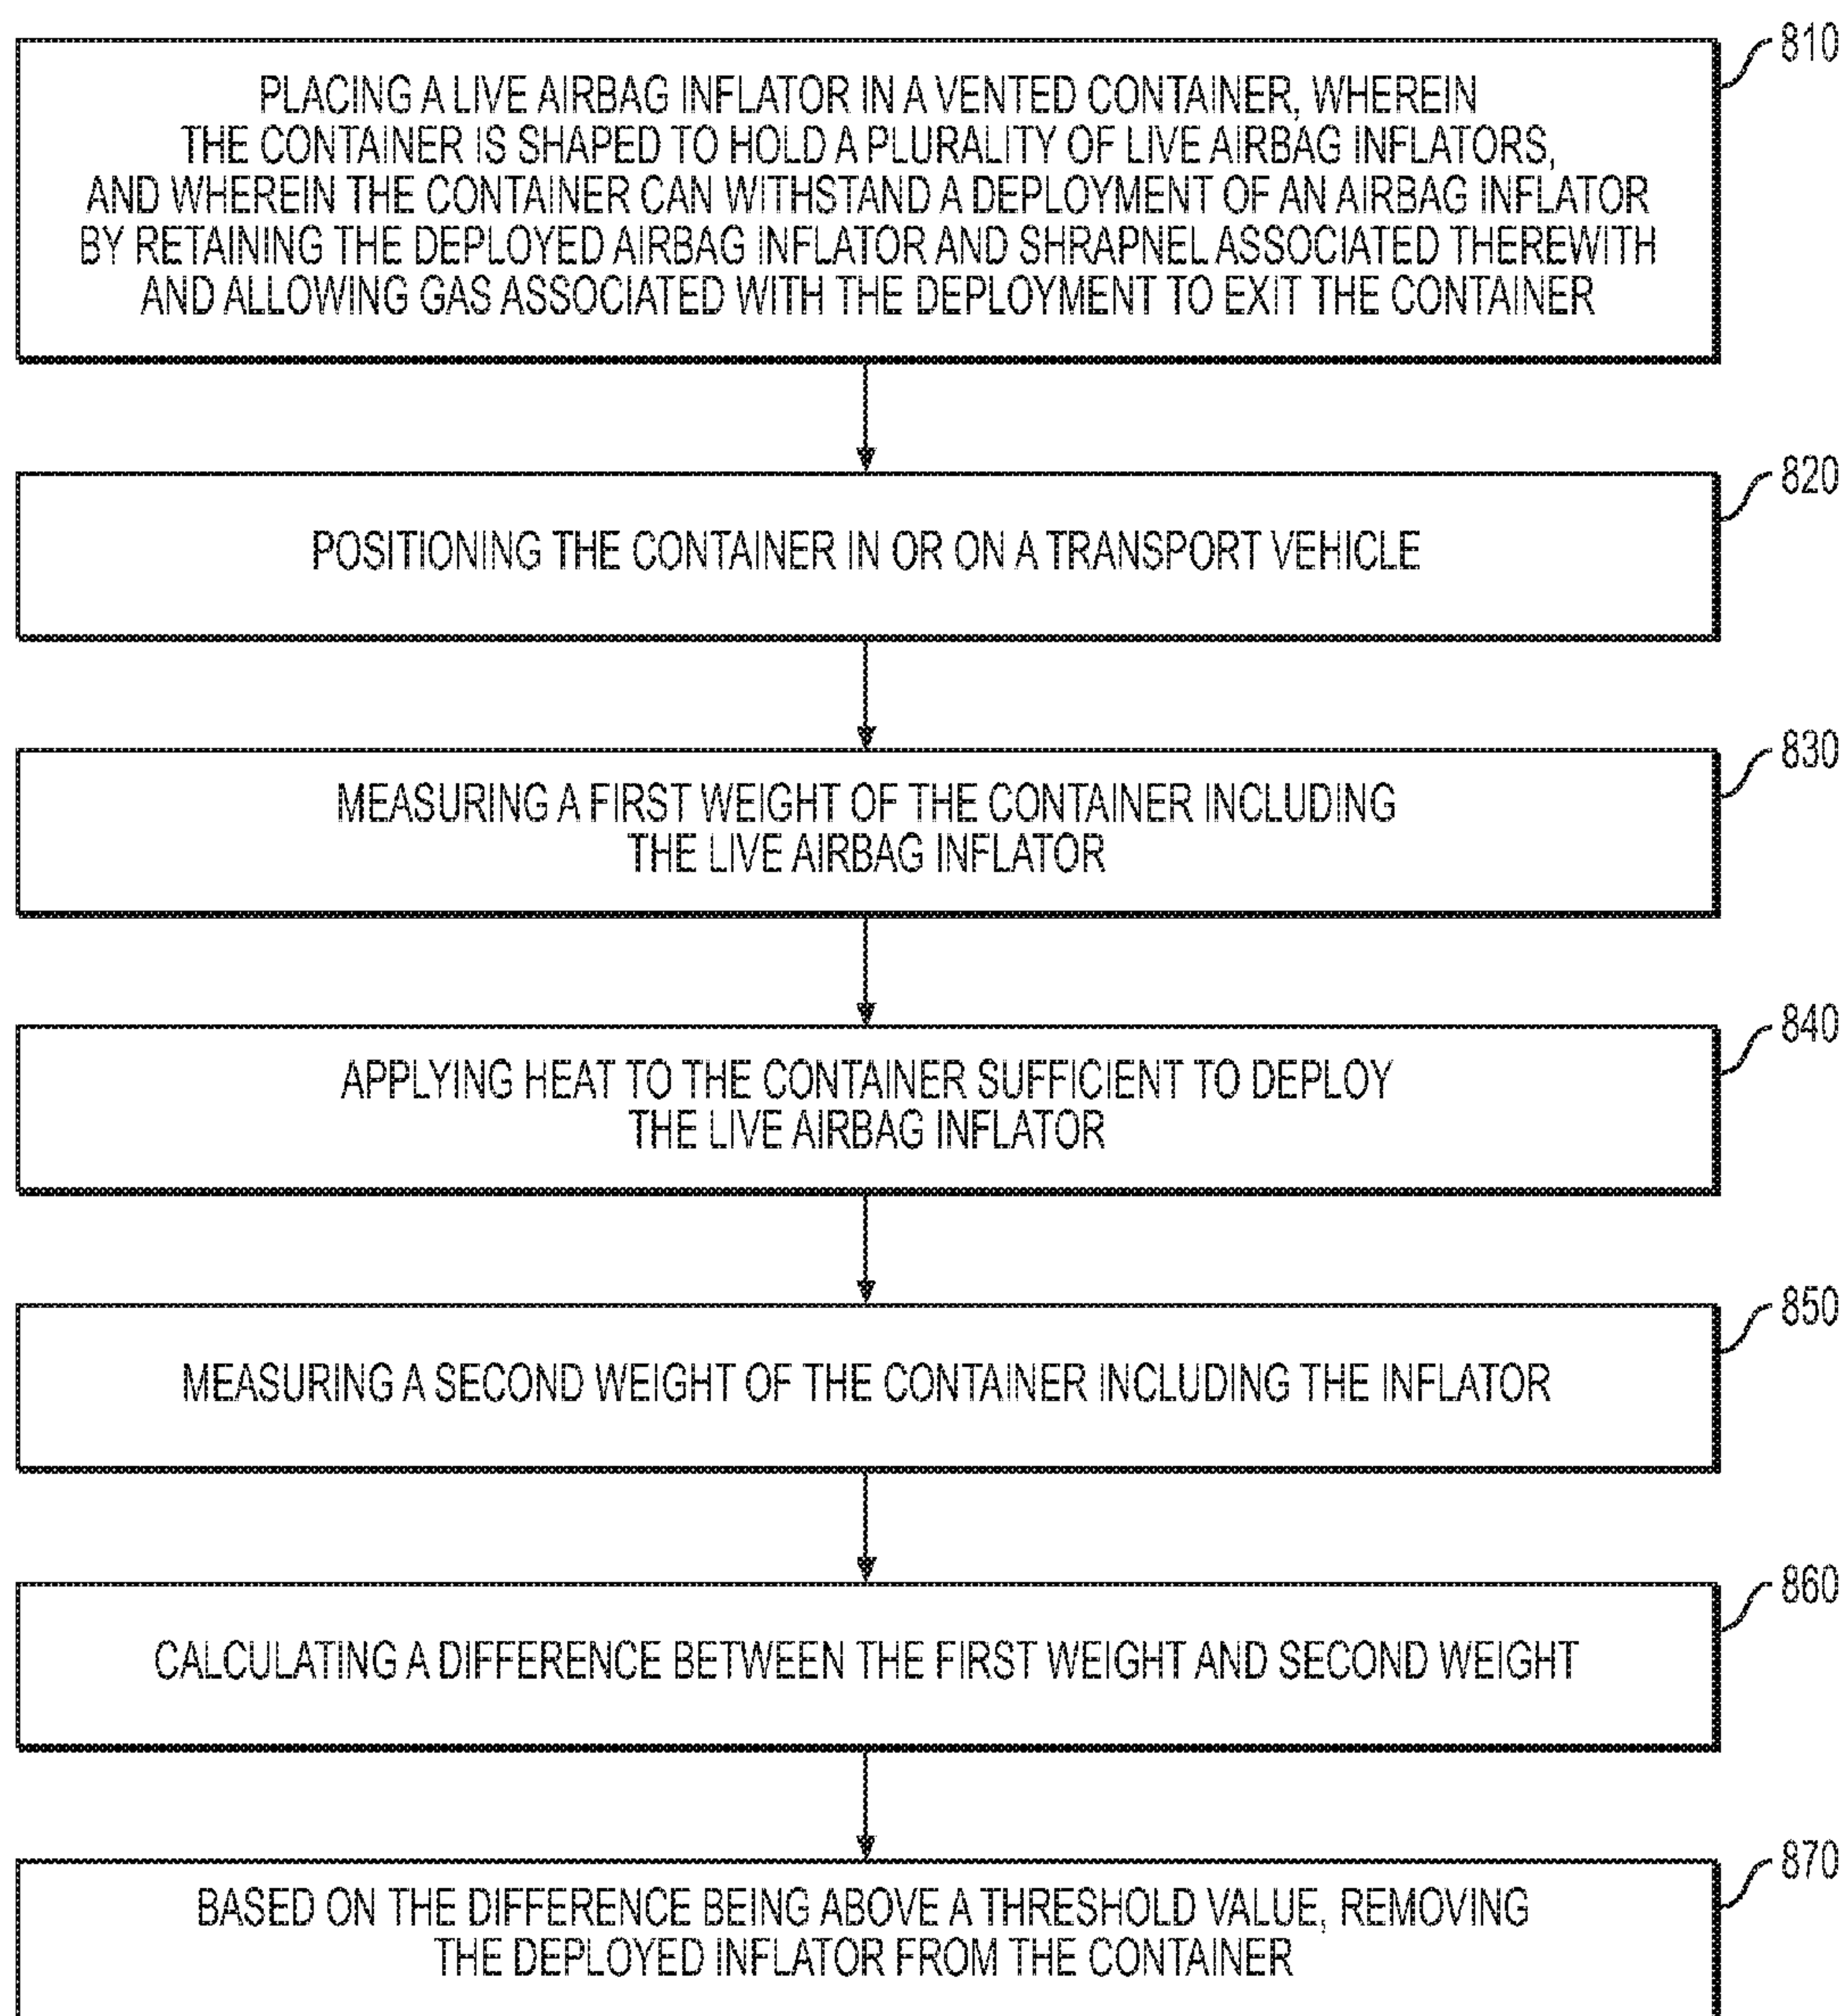 810
PLACING A LIVE AIRBAG INFLATOR IN A VENTED CONTAINER, WHEREIN
THE CONTAINER IS SHAPED TO HOLD A PLURALITY OF LIVE AIRBAG INFLATORS,
AND WHEREIN THE CONTAINER CAN WITHSTAND A DEPLOYMENT OF AN AIRBAG INFLATOR
BY RETAINING THE DEPLOYED AIRBAG INFLATOR AND SHRAPNEL ASSOCIATED THEREWITH
AND ALLOWING GAS ASSOCIATED WITH THE DEPLOYMENT TO EXIT THE CONTAINER
820
POSITIONING THE CONTAINER IN OR ON A TRANSPORT VEHICLE
830
MEASURING A FIRST WEIGHT OF THE CONTAINER INCLUDING
THE LIVE AIRBAG INFLATOR
840
APPLYING HEAT TO THE CONTAINER SUFFICIENT TO DEPLOY
THE LIVE AIRBAG INFLATOR
850
MEASURING A SECOND WEIGHT OF THE CONTAINER INCLUDING THE INFLATOR
860
CALCULATING A DIFFERENCE BETWEEN THE FIRST WEIGHT AND SECOND WEIGHT
870
BASED ON THE DIFFERENCE BEING ABOVE A THRESHOLD VALUE, REMOVING
THE DEPLOYED INFLATOR FROM THE CONTAINER